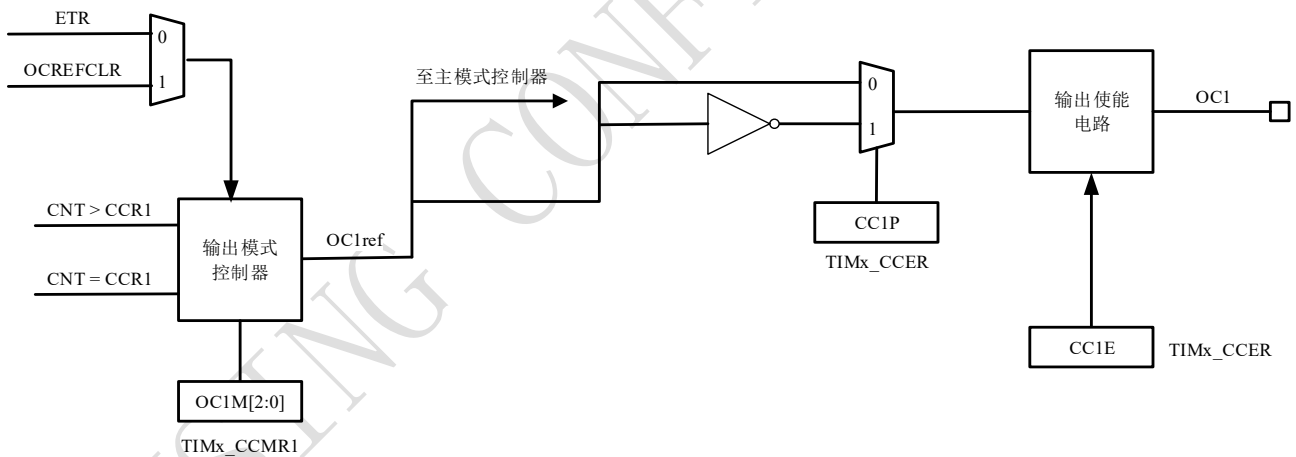 ETR
0
OCREFCLR
1
至主模式控制器
0
1
输出使能
电路
OC1
CNT > CCR1
输出模式
控制器
OC1ref
CNT = CCR1
CC1P
TIMx_CCER
CC1E
TIMx_CCER
OC1M[2:0]
TIMx_CCMR1